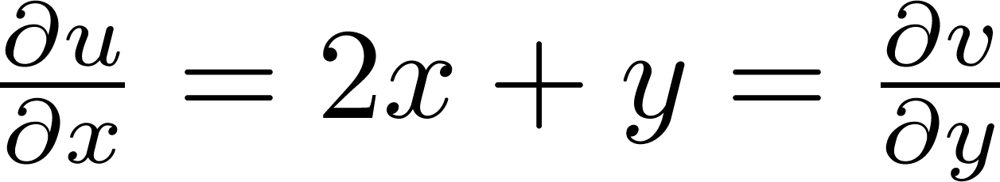 ∂u/∂x = 2x + y = ∂v/∂y